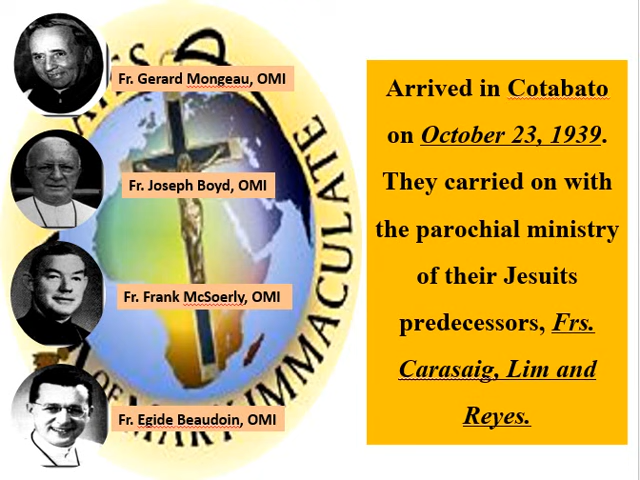 Fr. Gerard Mongeau, OMI
Fr. Joseph Boyd, OMI
Fr. Frank McSoerly, OMI
Fr. Egide Beaudoin, OMI
OF MARY IMMACULATE
Arrived in Cotabato
on October 23, 1939.
They carried on with
the parochial ministry
of their Jesuits
predecessors, Frs.
Carasaig, Lim and
Reyes.